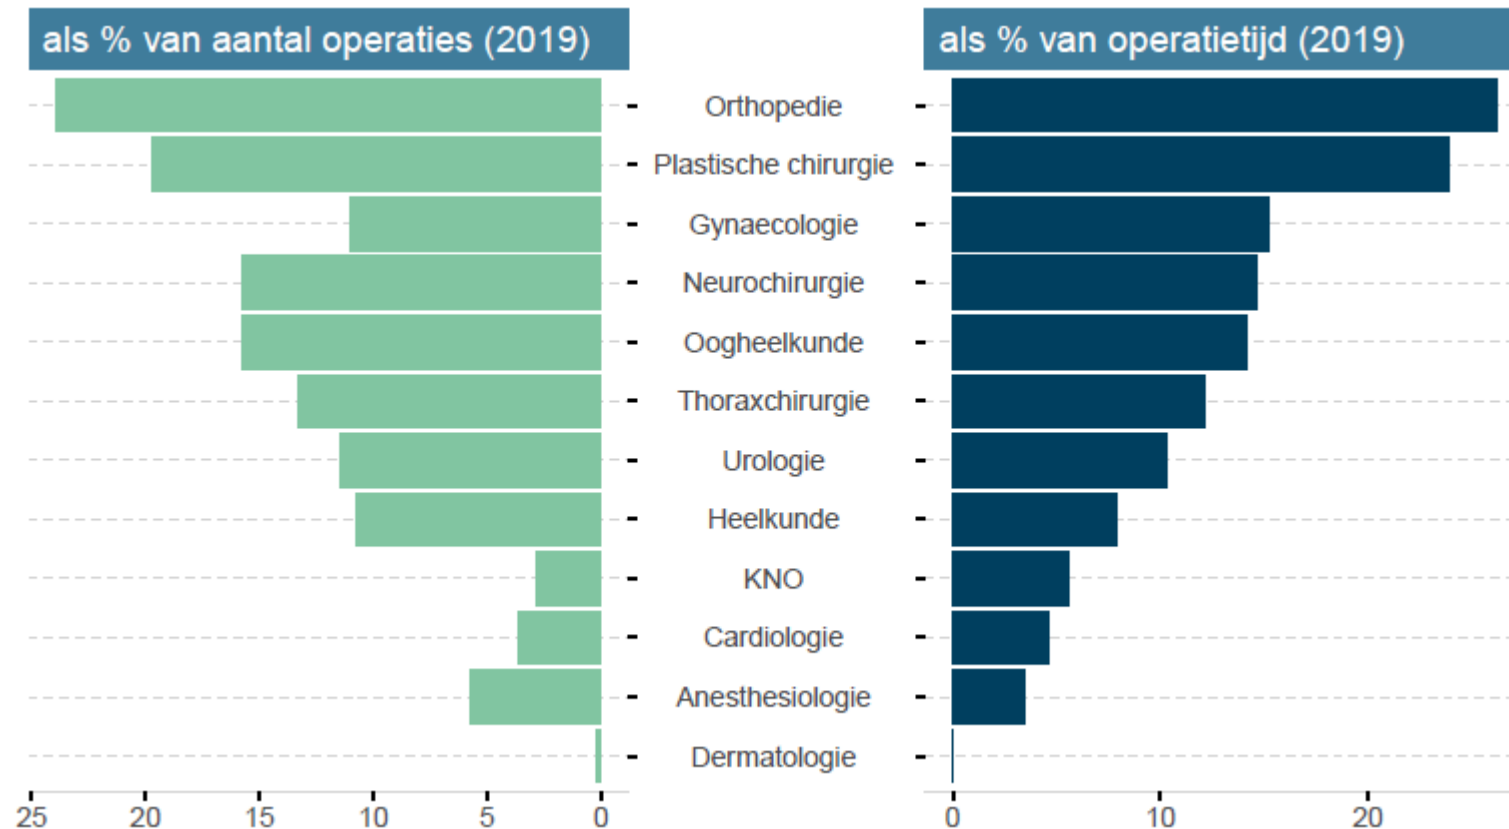 als % van aantal operaties (2019)
als % van operatietijd (2019)
Orthopedie
Plastische chirurgie
Gynaecologie
Neurochirurgie
Oogheelkunde
Thoraxchirurgie
Urologie
Heelkunde
KNO
Cardiologie
Anesthesiologie
Dermatologie
25 20 15 10 5 0
0 10 20